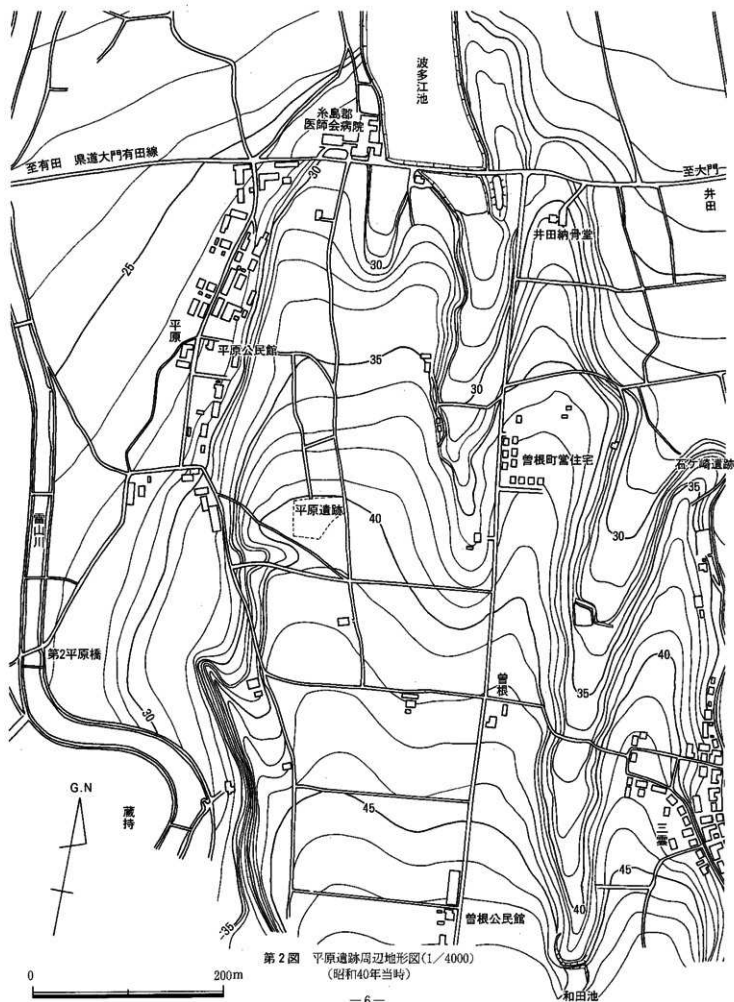 波多江池
糸島郡
医師会病院
至有田 県道大門有田線
至大門
井田
30
井田納骨堂
30
25
平原
平原公民館
35
30
曽根町営住宅
石ケ崎遺跡
35
平原遺跡
40
30
雷山川
40
第2平原橋
曽根
35
30
G.N
蔵持
45
三雲
45
40
35
曽根公民館
第2図 平原遺跡周辺地形図(1/4000)
(昭和40年当時)
0 200m
和田池
—6—